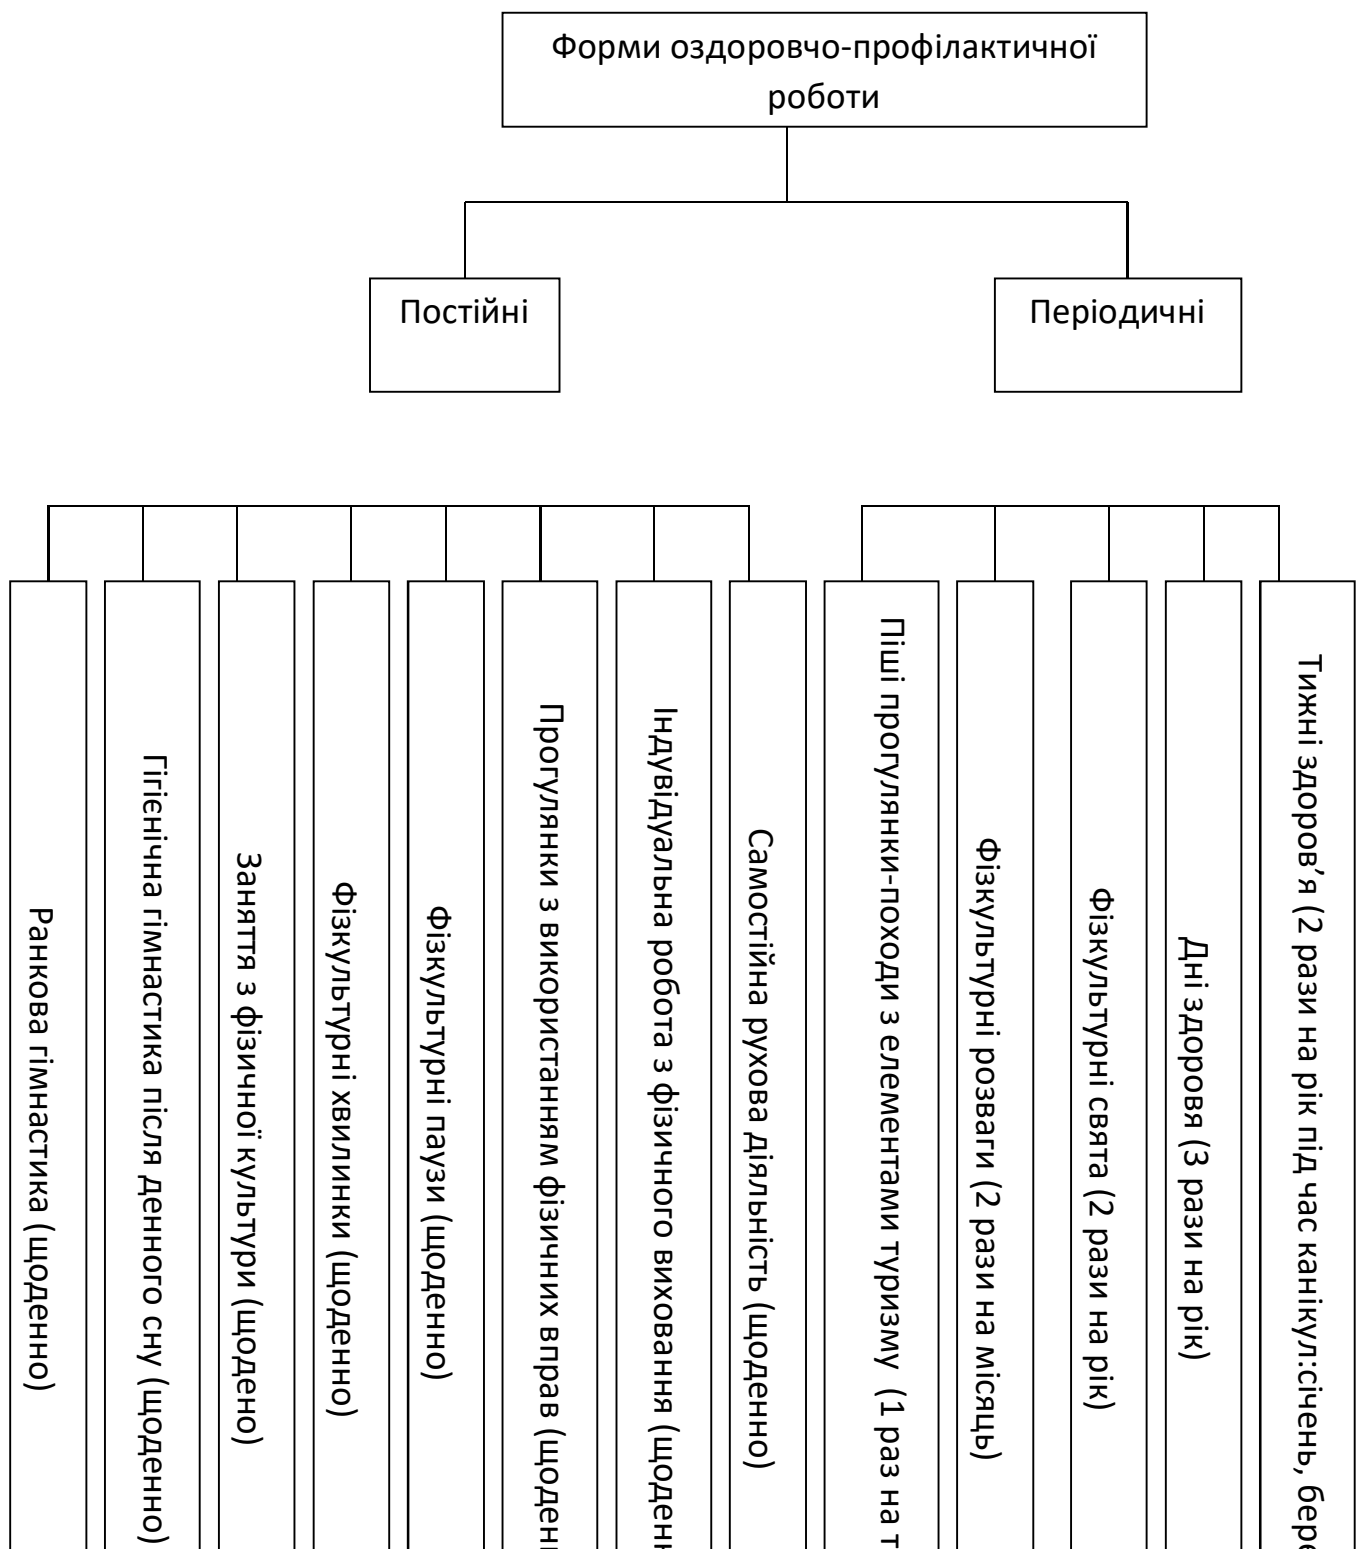 Форми оздоровчо-профілактичної
роботи
Постійні
Періодичні
Ранкова гімнастика (щоденно)
Гігієнічна гімнастика після денного сну (щоденно)
Заняття з фізичної культури (щодено)
Фізкультурні хвилинки (щоденно)
Фізкультурні паузи (щоденно)
Прогулянки з використанням фізичних вправ
Індувідуальна робота з фізичного виховання
Самостійна рухова діяльність (щоденно)
Піші прогулянки-походи з елементами туризму (1 раз на
Фізкультурні розваги (2 рази на місяць)
Фізкультурні свята (2 рази на рік)
Дні здоровя (3 рази на рік)
Тижні здоров’я (2 рази на рік під час канікул:січень,